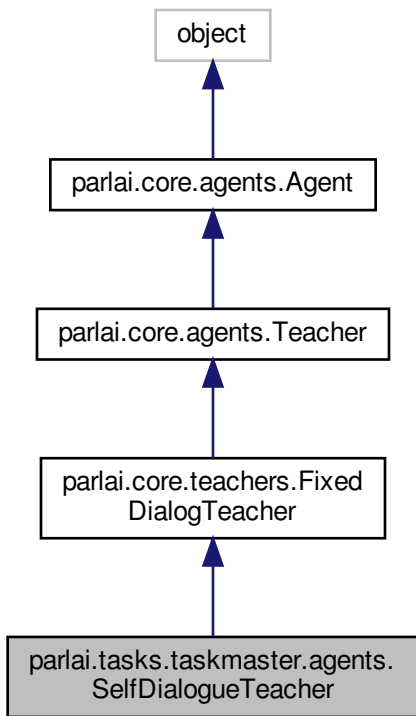 object
parlai.core.agents.Agent
parlai.core.agents.Teacher
parlai.core.teachers.Fixed
DialogTeacher
parlai.tasks.taskmaster.agents.
SelfDialogueTeacher